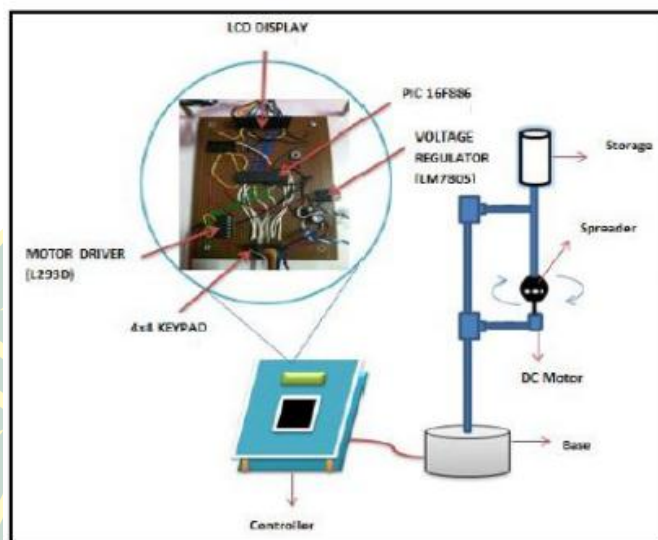 LCD DISPLAY
PIC 16F886
VOLTAGE
REGULATOR
(LM7805)
MOTOR DRIVER
(L293D)
4x4 KEYPAD
Storage
Spreader
DC Motor
Base
Controller